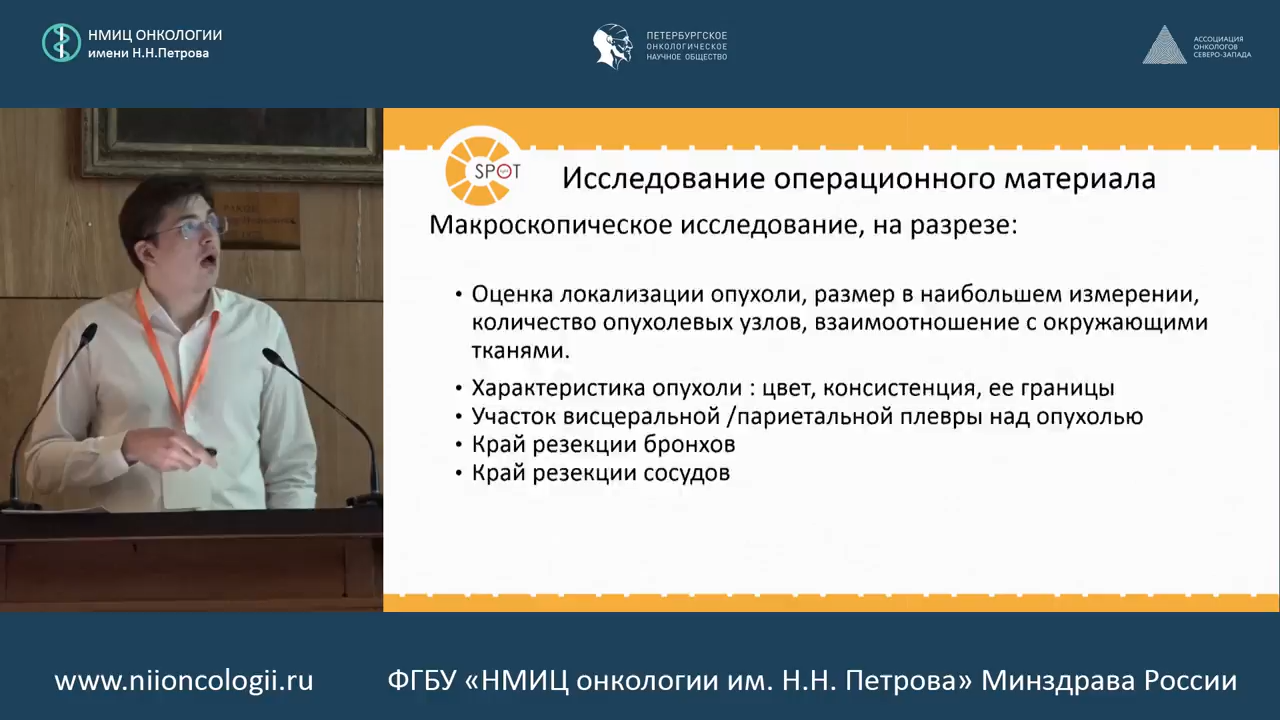 НМИЦ ОНКОЛОГИИ
имени Н.Н.Петрова
ПЕТЕРБУРГСКОЕ
ОНКОЛОГИЧЕСКОЕ
НАУЧНОЕ ОБЩЕСТВО
АССОЦИАЦИЯ
ОНКОЛОГОВ
СЕВЕРО-ЗАПАДА
SPOT
Исследование операционного материала
Макроскопическое исследование, на разрезе:
• Оценка локализации опухоли, размер в наибольшем измерении,
количество опухолевых узлов, взаимоотношение с окружающими
тканями.
• Характеристика опухоли : цвет, консистенция, ее границы
• Участок висцеральной /париетальной плевры над опухолью
• Край резекции бронхов
• Край резекции сосудов
www.niioncologii.ru
ФГБУ «НМИЦ онкологии им. Н.Н. Петрова» Минздрава России